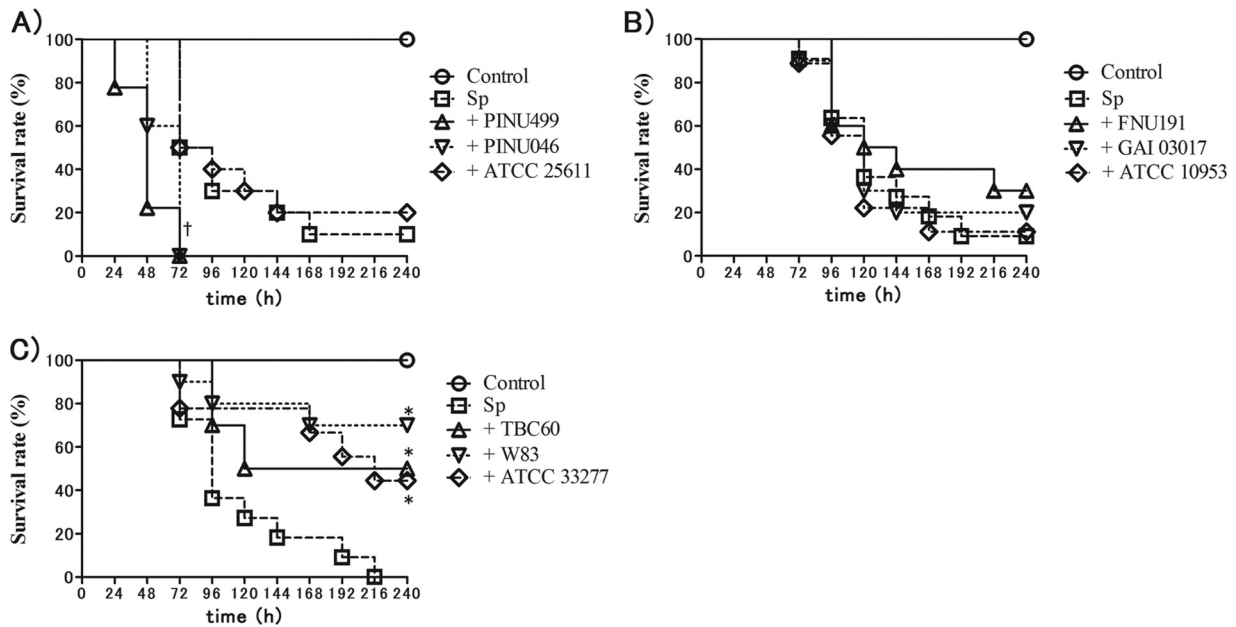 A)
Survival rate (%)
100
80
60
40
20
0
†
0 24 48 72 96 120 144 168 192 216 240
time (h)
Control
Sp
+ PINU499
+ PINU046
+ ATCC 25611
B)
Survival rate (%)
100
80
60
40
20
0
0 24 48 72 96 120 144 168 192 216 240
time (h)
Control
Sp
+ FNU191
+ GAI 03017
+ ATCC 10953
C)
Survival rate (%)
100
80
60
40
20
0
*
*
*
0 24 48 72 96 120 144 168 192 216 240
time (h)
Control
Sp
+ TBC60
+ W83
+ ATCC 33277